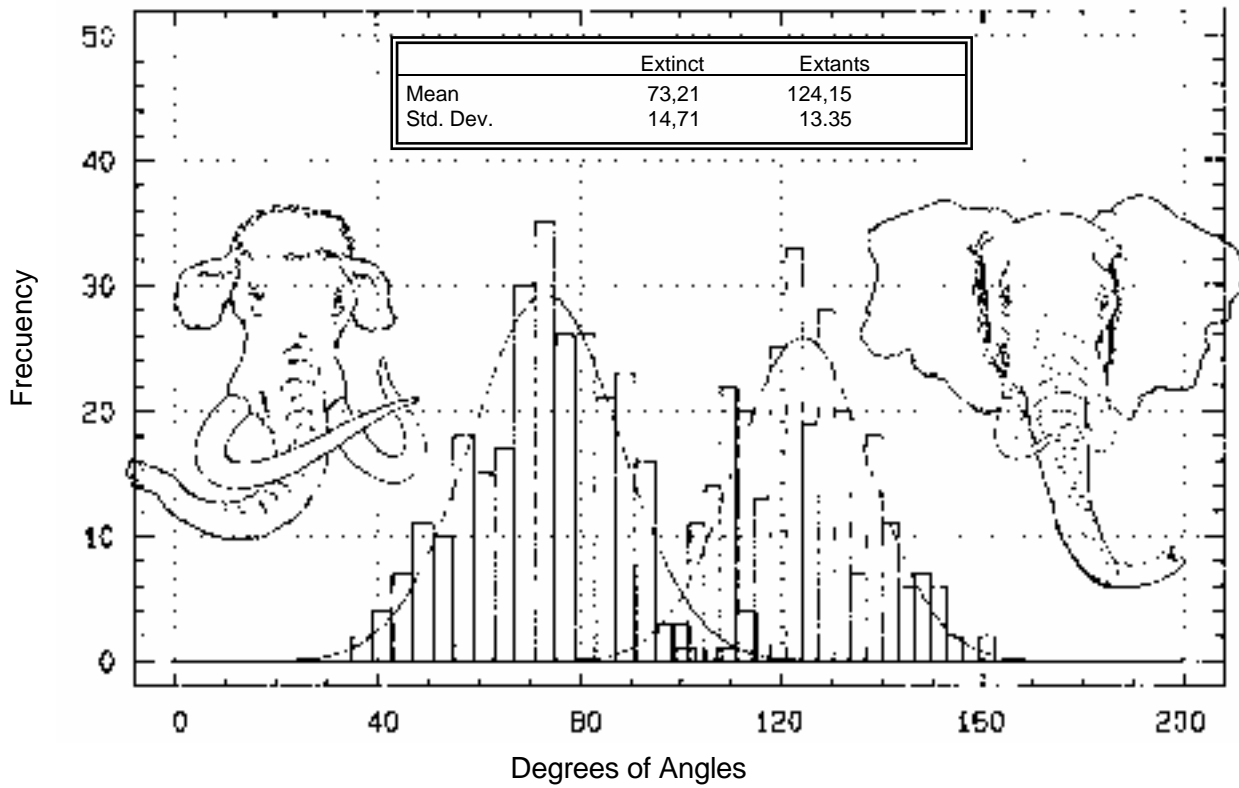 50
Extinct Extants
Mean 73,21 124,15
Std. Dev. 14,71 13.35
40
30
20
10
0
Frecuency
0 40 80 120 160 200
Degrees of Angles